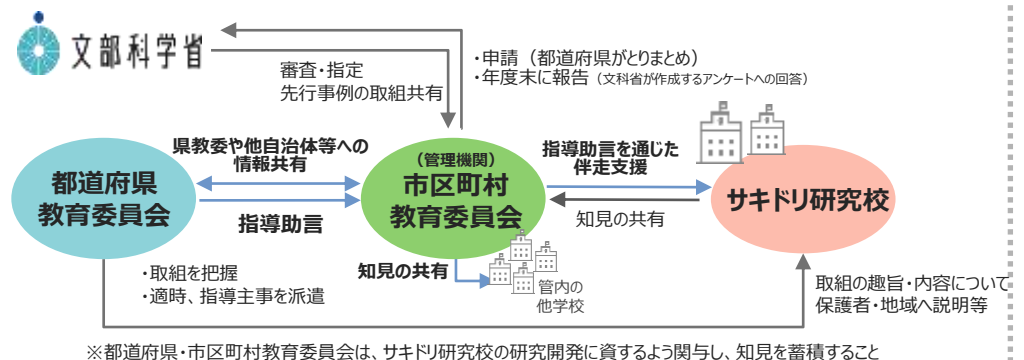 文部科学省
審査・指定
先行事例の取組共有
・申請（都道府県がとりまとめ）
・年度末に報告（文科省が作成するアンケートへの回答）
県教委や他自治体等への
情報共有
（管理機関）
市区町村
教育委員会
指導助言を通じた
伴走支援
都道府県
教育委員会
サキドリ研究校
指導助言
知見の共有
知見の共有
管内の
他学校
・取組を把握
・適時、指導主事を派遣
取組の趣旨・内容について
保護者・地域へ説明等
※都道府県・市区町村教育委員会は、サキドリ研究校の研究開発に資するよう関与し、知見を蓄積すること